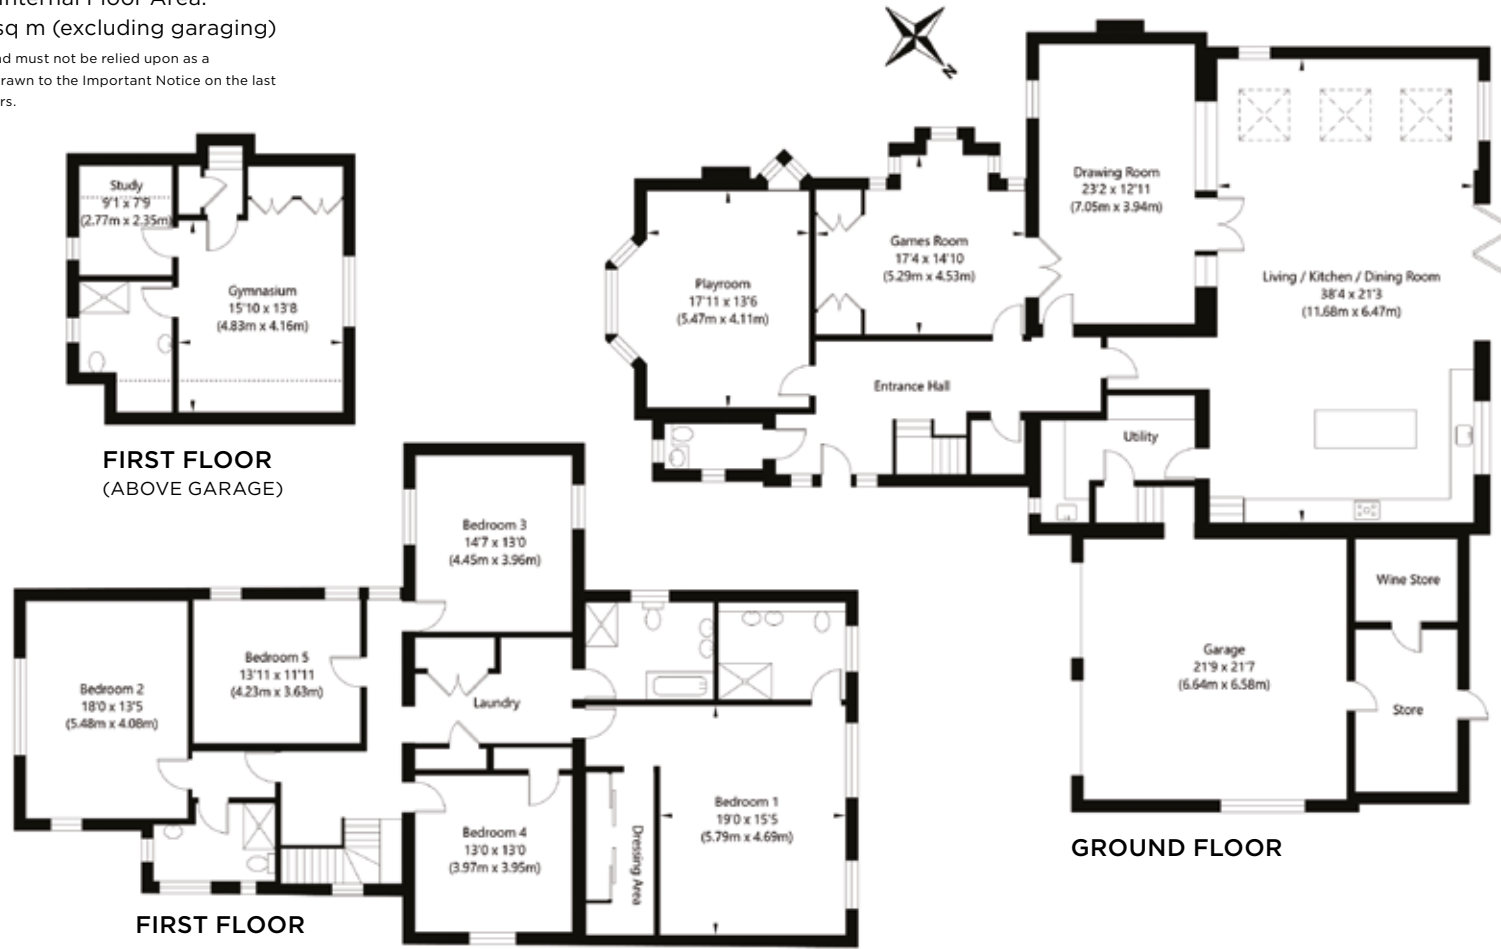 Internal Floor Area:
sq m (excluding garaging)
must not be relied upon as a
drawn to the Important Notice on the last
N
Study
9'1 x 7'9
(2.77m x 2.35m)
Gymnasium
15'10 x 13'8
(4.83m x 4.16m)
FIRST FLOOR
(ABOVE GARAGE)
Drawing Room
23'2 x 12'11
(7.05m x 3.94m)
Games Room
17'4 x 14'10
(5.29m x 4.53m)
Playroom
17'11 x 13'6
(5.47m x 4.11m)
Living / Kitchen / Dining Room
38'4 x 21'3
(11.68m x 6.47m)
Entrance Hall
Utility
Wine Store
Garage
21'9 x 21'7
(6.64m x 6.58m)
Store
GROUND FLOOR
Bedroom 3
14'7 x 13'0
(4.45m x 3.96m)
Bedroom 5
13'11 x 11'11
(4.23m x 3.63m)
Bedroom 2
18'0 x 13'5
(5.48m x 4.08m)
Laundry
Bedroom 1
19'0 x 15'5
(5.79m x 4.69m)
Bedroom 4
13'0 x 13'0
(3.97m x 3.95m)
Dressing Area
FIRST FLOOR